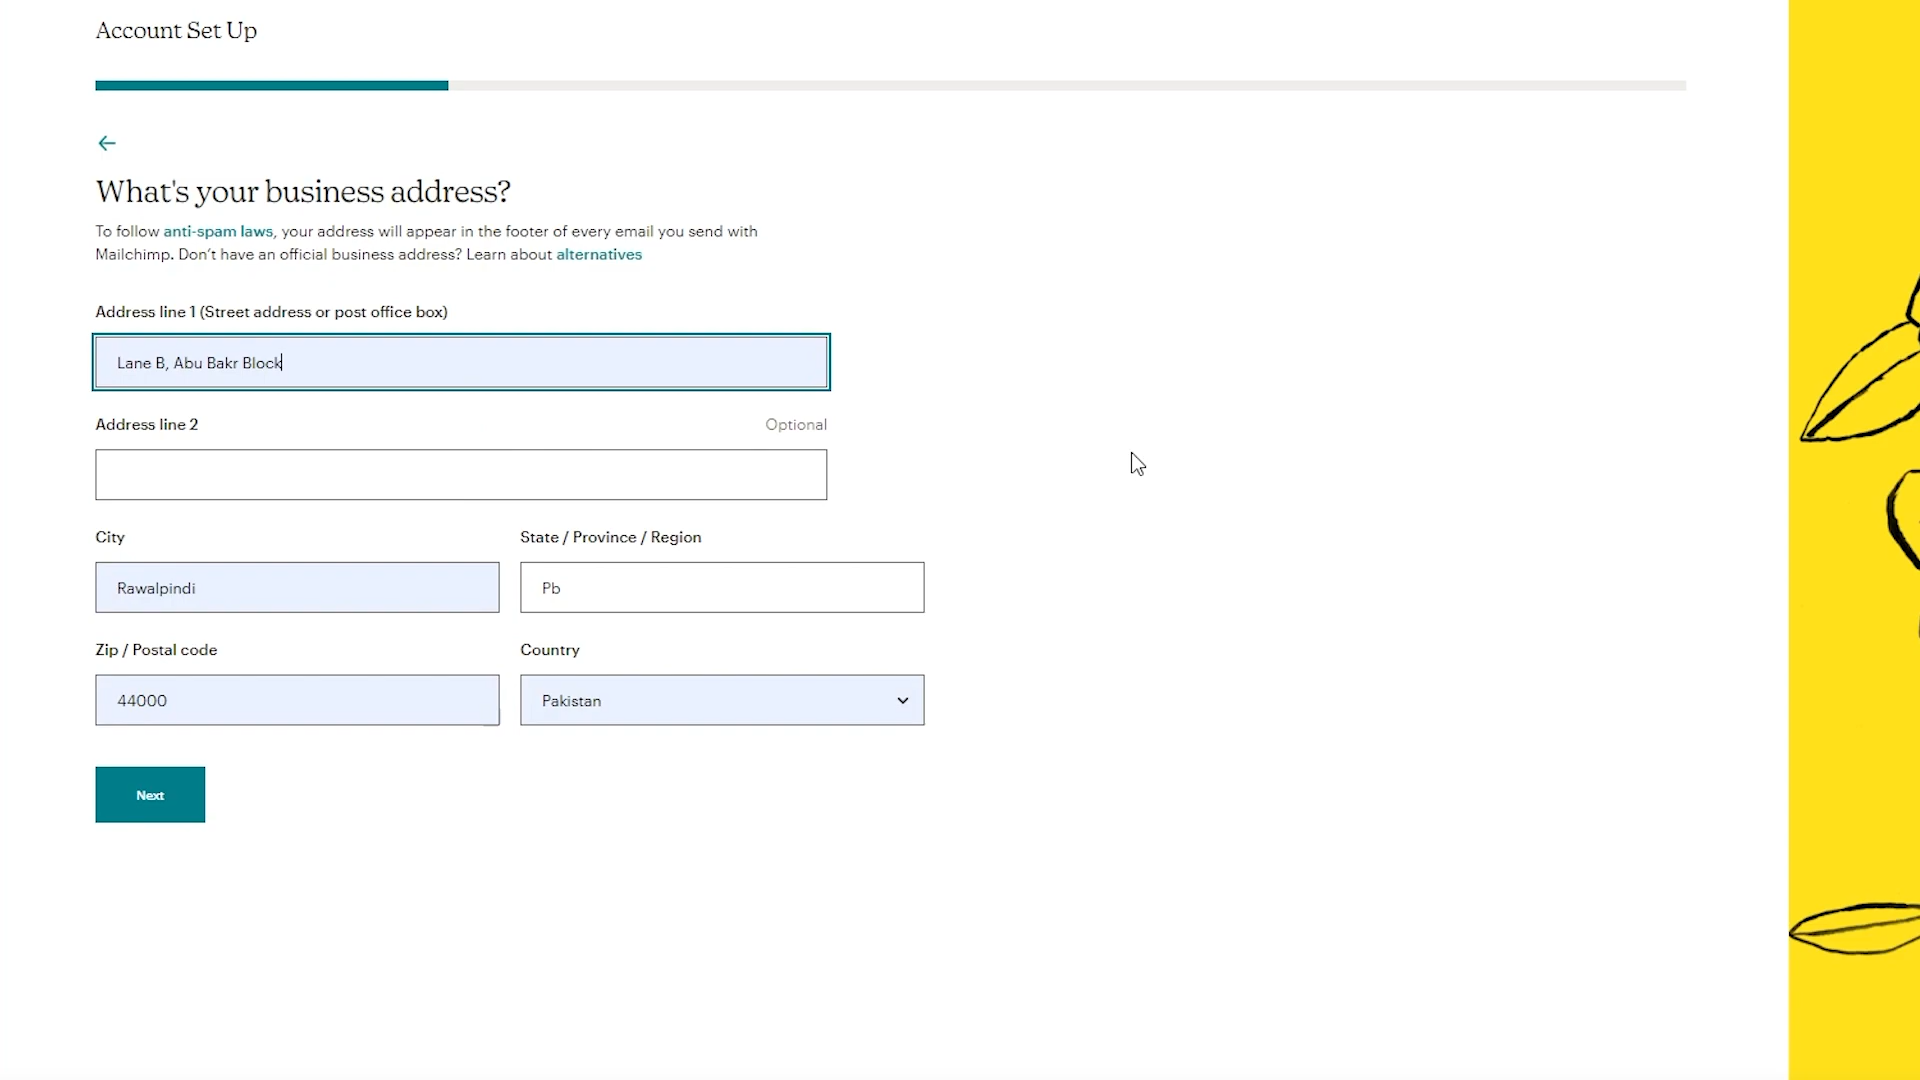 Account Set Up
What's your business address?
To follow anti-spam laws, your address will appear in the footer of every email you send with
Mailchimp. Don't have an official business address? Learn about alternatives
Address line 1 (Street address or post office box)
Lane B, Abu Bakr Block
Address line 2 Optional
City State / Province / Region
Rawalpindi Pb
Zip / Postal code Country
44000 Pakistan
Next